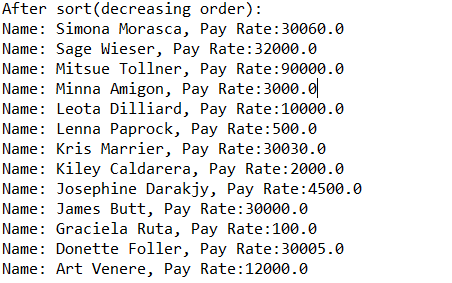 After sort(decreasing order):
Name: Simona Morasca, Pay Rate:30060.0
Name: Sage Wieser, Pay Rate:32000.0
Name: Mitsue Tollner, Pay Rate:90000.0
Name: Minna Amigon, Pay Rate:3000.0
Name: Leota Dilliard, Pay Rate:10000.0
Name: Lenna Paprock, Pay Rate:500.0
Name: Kris Marrier, Pay Rate:30030.0
Name: Kiley Caldarera, Pay Rate:2000.0
Name: Josephine Darakjy, Pay Rate:4500.0
Name: James Butt, Pay Rate:30000.0
Name: Graciela Ruta, Pay Rate:100.0
Name: Donette Foller, Pay Rate:30005.0
Name: Art Venere, Pay Rate:12000.0